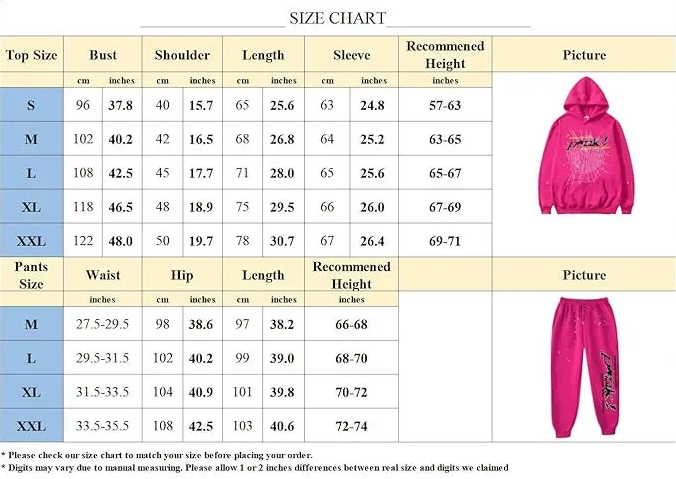 SIZE CHART
Top Size Bust Shoulder Length Sleeve Recommened Height Picture
cm inches cm inches cm inches cm inches inches
S 96 37.8 40 15.7 65 25.6 63 24.8 57-63
M 102 40.2 42 16.5 68 26.8 64 25.2 63-65
L 108 42.5 45 17.7 71 28.0 65 25.6 65-67
XL 118 46.5 48 18.9 75 29.5 66 26.0 67-69
XXL 122 48.0 50 19.7 78 30.7 67 26.4 69-71
Pants Size Waist Hip Length Recommened Height Picture
inches cm inches cm inches inches
M 27.5-29.5 98 38.6 97 38.2 66-68
L 29.5-31.5 102 40.2 99 39.0 68-70
XL 31.5-33.5 104 40.9 101 39.8 70-72
XXL 33.5-35.5 108 42.5 103 40.6 72-74
* Please check our size chart to match your size before placing your order.
* Digits may vary due to manual measuring. Please allow 1 or 2 inches differences between real size and digits we claimed